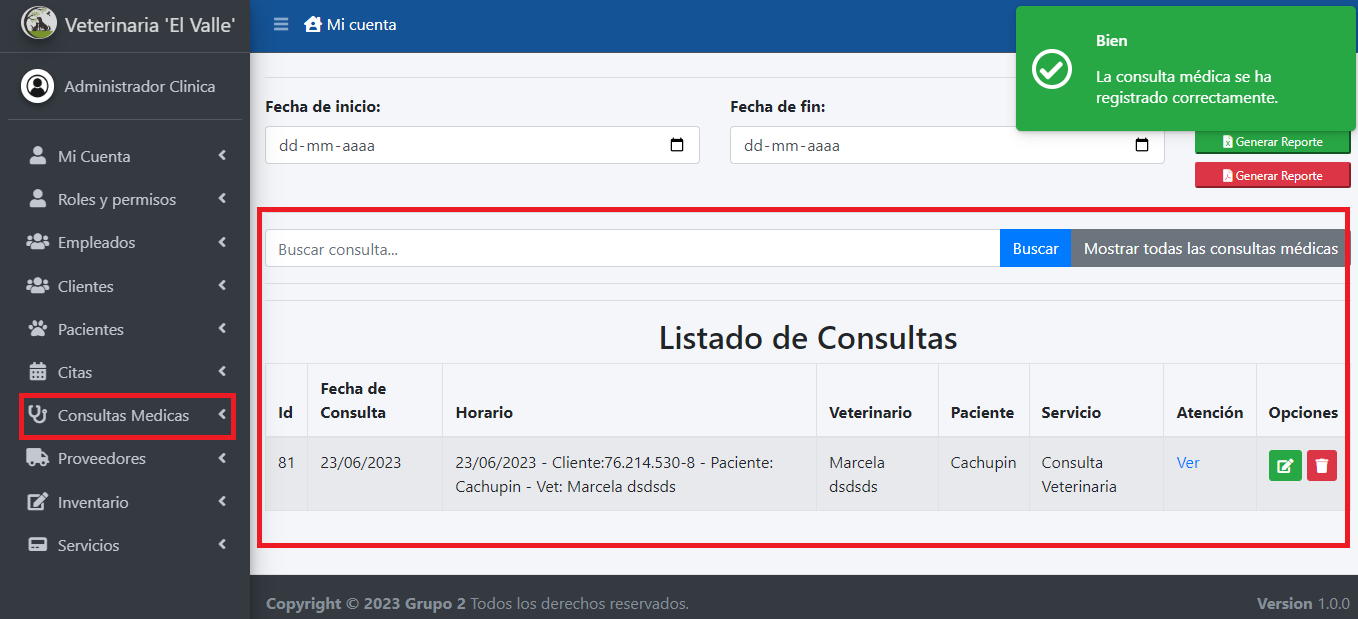 Veterinaria 'El Valle'
Administrador Clinica
Mi Cuenta
Roles y permisos
Empleados
Clientes
Pacientes
Citas
Consultas Medicas
Proveedores
Inventario
Servicios
Mi cuenta
Bien
La consulta médica se ha
registrado correctamente.
Fecha de inicio:
Fecha de fin:
dd-mm-aaaa
dd-mm-aaaa
Generar Reporte
Generar Reporte
Buscar consulta...
Buscar
Mostrar todas las consultas médicas
Listado de Consultas
Id
Fecha de
Consulta
Horario
Veterinario
Paciente
Servicio
Atención
Opciones
81
23/06/2023
23/06/2023 - Cliente:76.214.530-8 - Paciente:
Cachupin - Vet: Marcela dsdsds
Marcela
dsdsds
Cachupin
Consulta
Veterinaria
Ver
Copyright © 2023 Grupo 2 Todos los derechos reservados.
Version 1.0.0